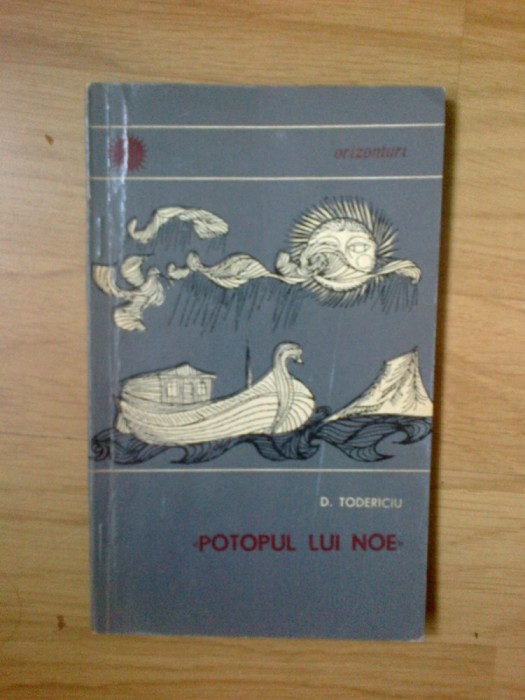 orizonturi
D. TODERICIU
«POTOPUL LUI NOE»